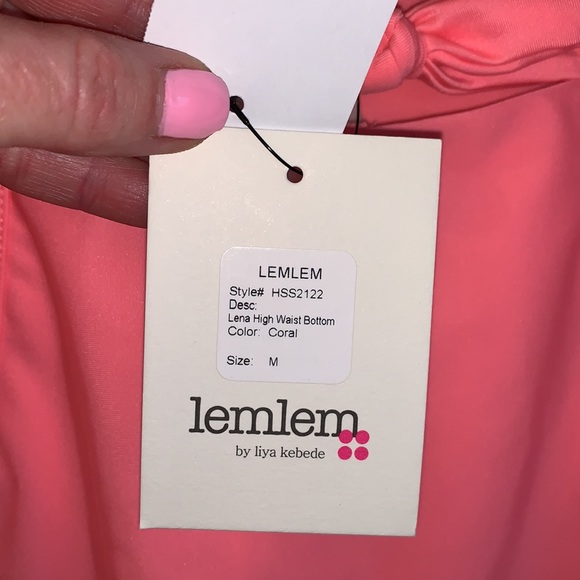 LEMLEM
Style# HSS2122
Desc:
Lena High Waist Bottom
Color: Coral
Size: M
lemlem
by liya kebede